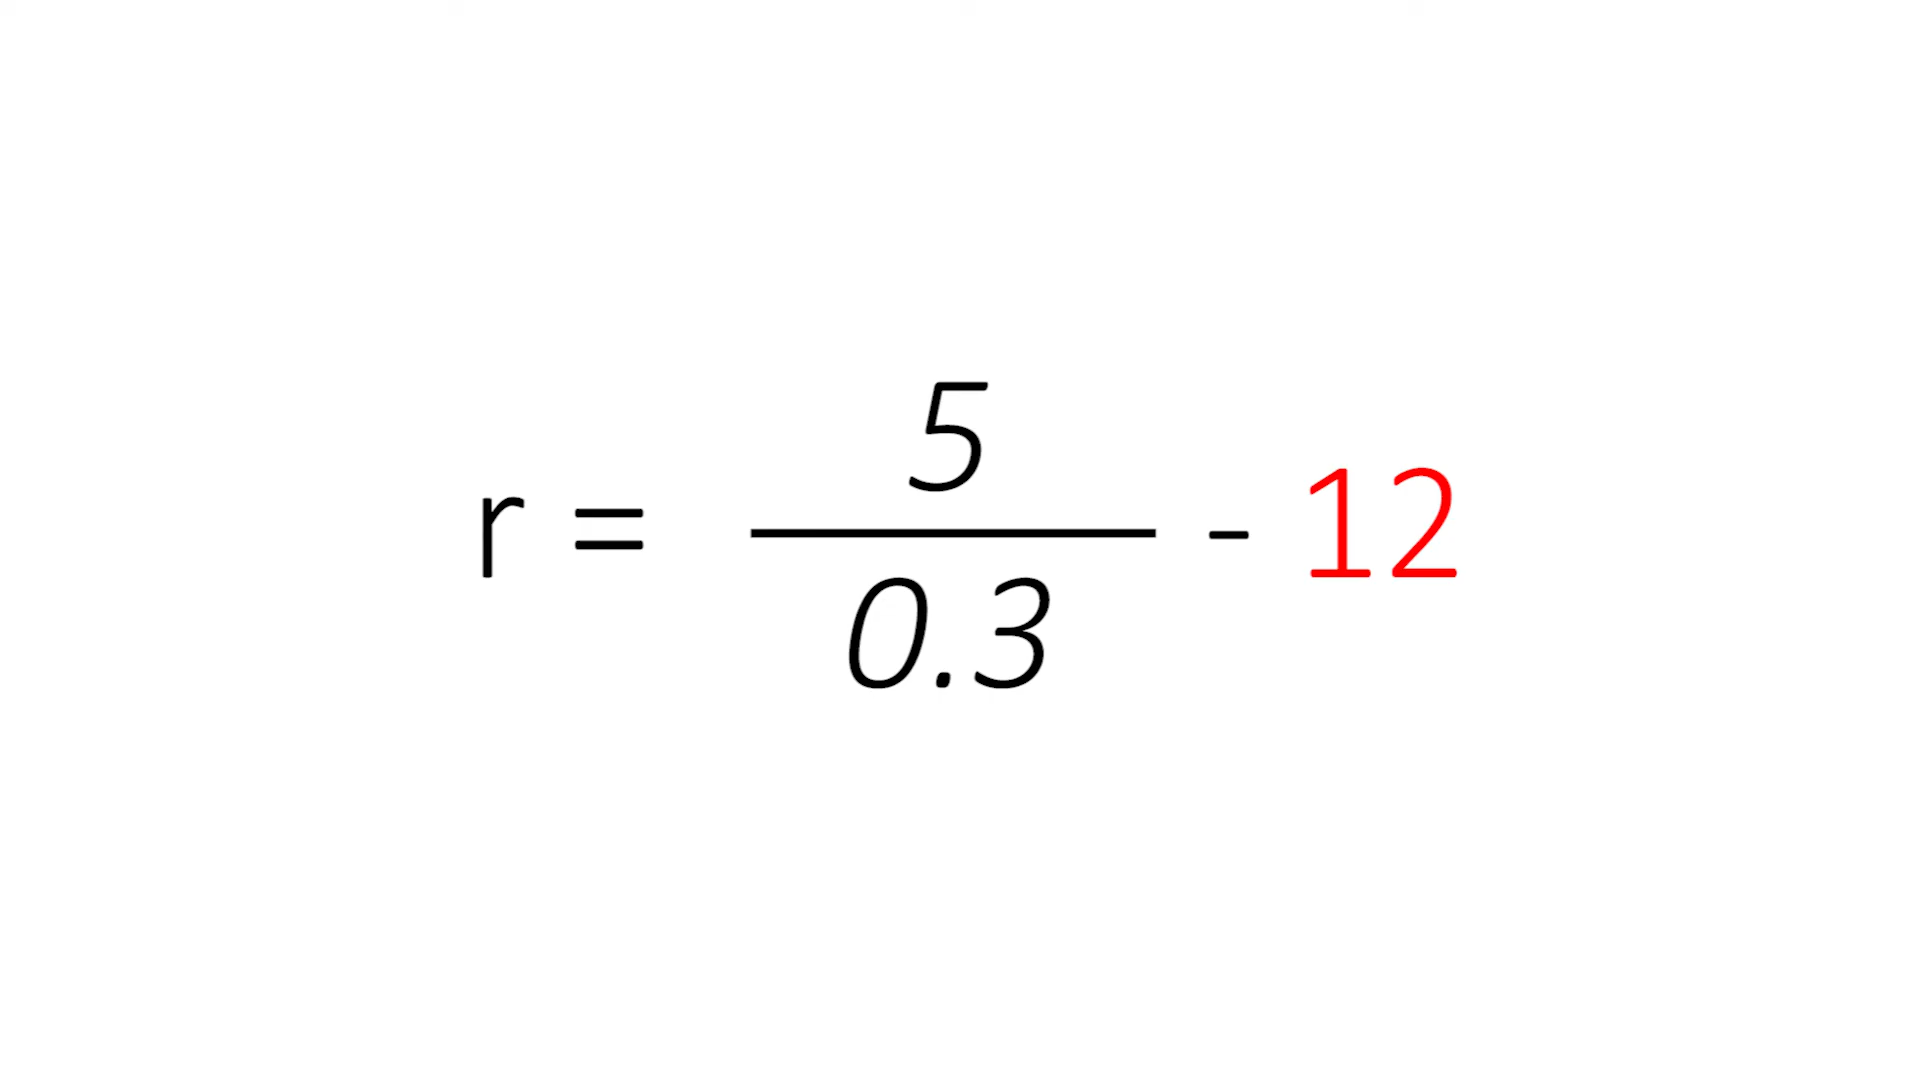 r = 5/0.3 - 12